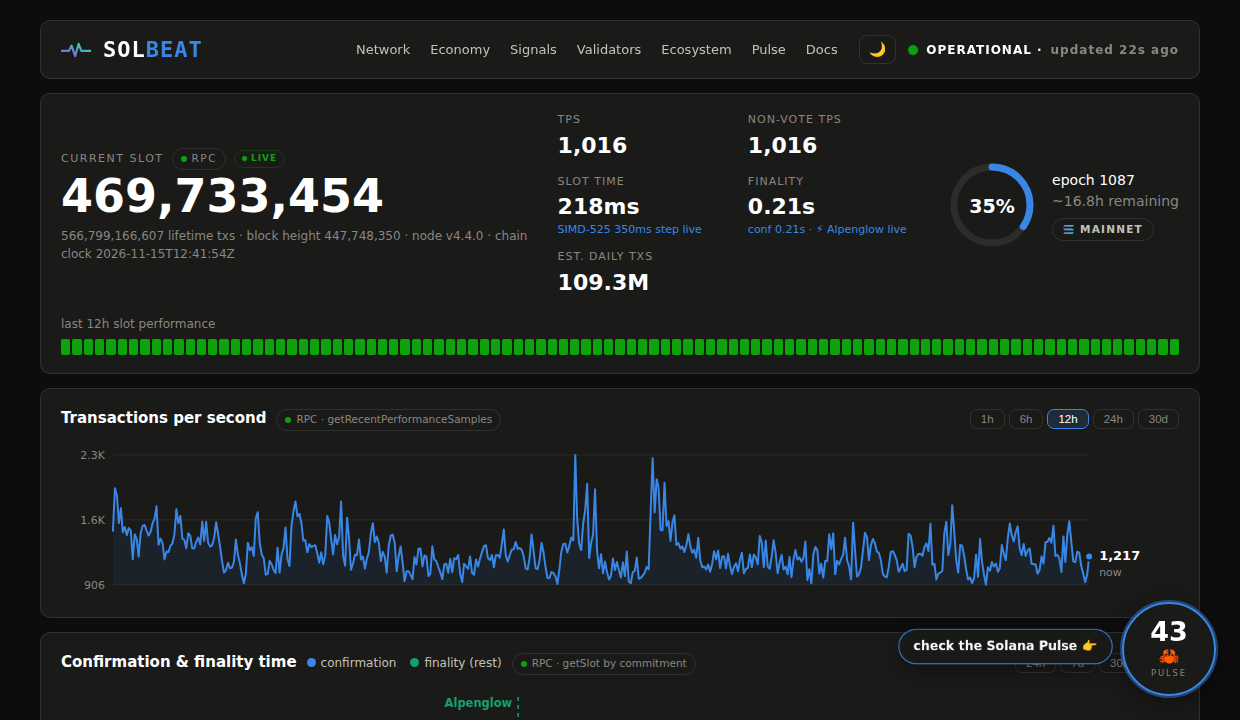 SOLBEAT
Network Economy Signals Validators Ecosystem Pulse Docs
OPERATIONAL · updated 22s ago
CURRENT SLOT RPC LIVE
469,733,454
566,799,166,607 lifetime txs · block height 447,748,350 · node v4.4.0 · chain
clock 2026-11-15T12:41:54Z
TPS
1,016
NON-VOTE TPS
1,016
SLOT TIME
218ms
SIMD-525 350ms step live
FINALITY
0.21s
conf 0.21s · ⚡ Alpenglow live
EST. DAILY TXS
109.3M
35%
epoch 1087
~16.8h remaining
MAINNET
last 12h slot performance
Transactions per second RPC · getRecentPerformanceSamples
1h 6h 12h 24h 30d
2.3K
1.6K
906
1,217
now
Confirmation & finality time confirmation finality (rest) RPC · getSlot by commitment
24h 7d 30d
Alpenglow
check the Solana Pulse 👉
43
PULSE